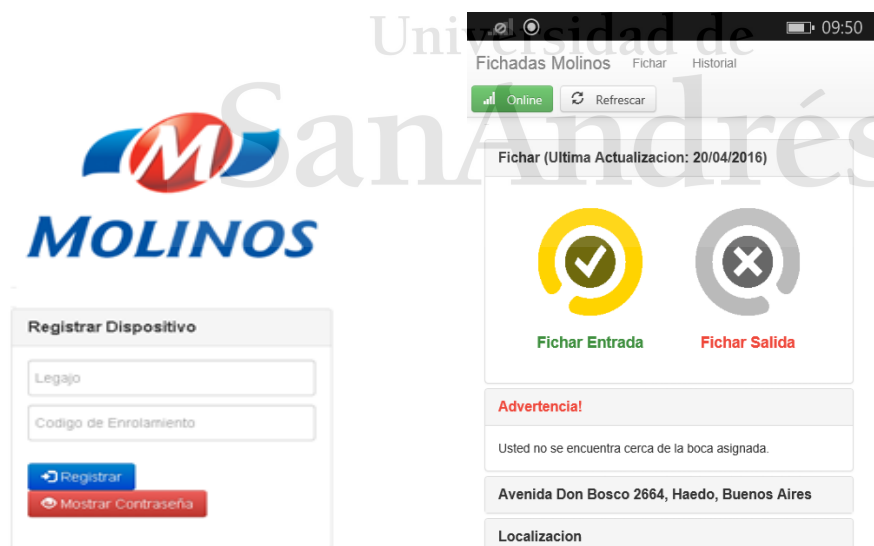 Universidad de
SanAndrés
M
MOLINOS
Registrar Dispositivo
Legajo
Codigo de Enrolamiento
Registrar
Mostrar Contraseña
09:50
Fichadas Molinos Fichar Historial
Online Refrescar
Fichar (Ultima Actualizacion: 20/04/2016)
Fichar Entrada Fichar Salida
Advertencia!
Usted no se encuentra cerca de la boca asignada.
Avenida Don Bosco 2664, Haedo, Buenos Aires
Localizacion